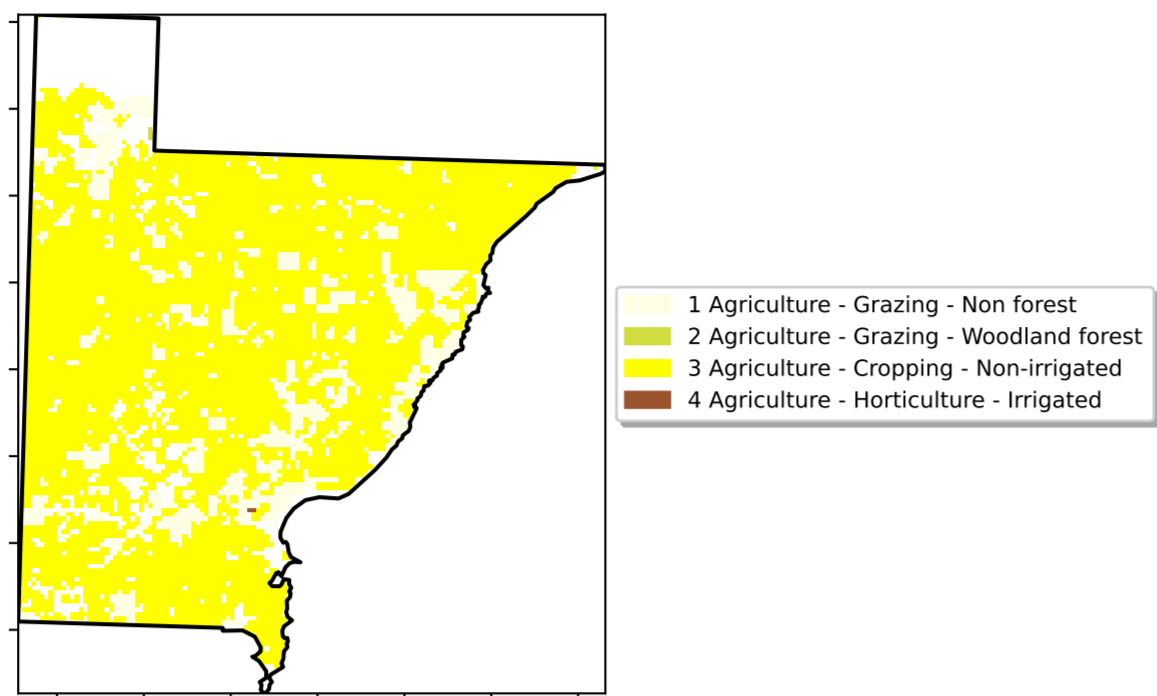 1 Agriculture - Grazing - Non forest
2 Agriculture - Grazing - Woodland forest
3 Agriculture - Cropping - Non-irrigated
4 Agriculture - Horticulture - Irrigated